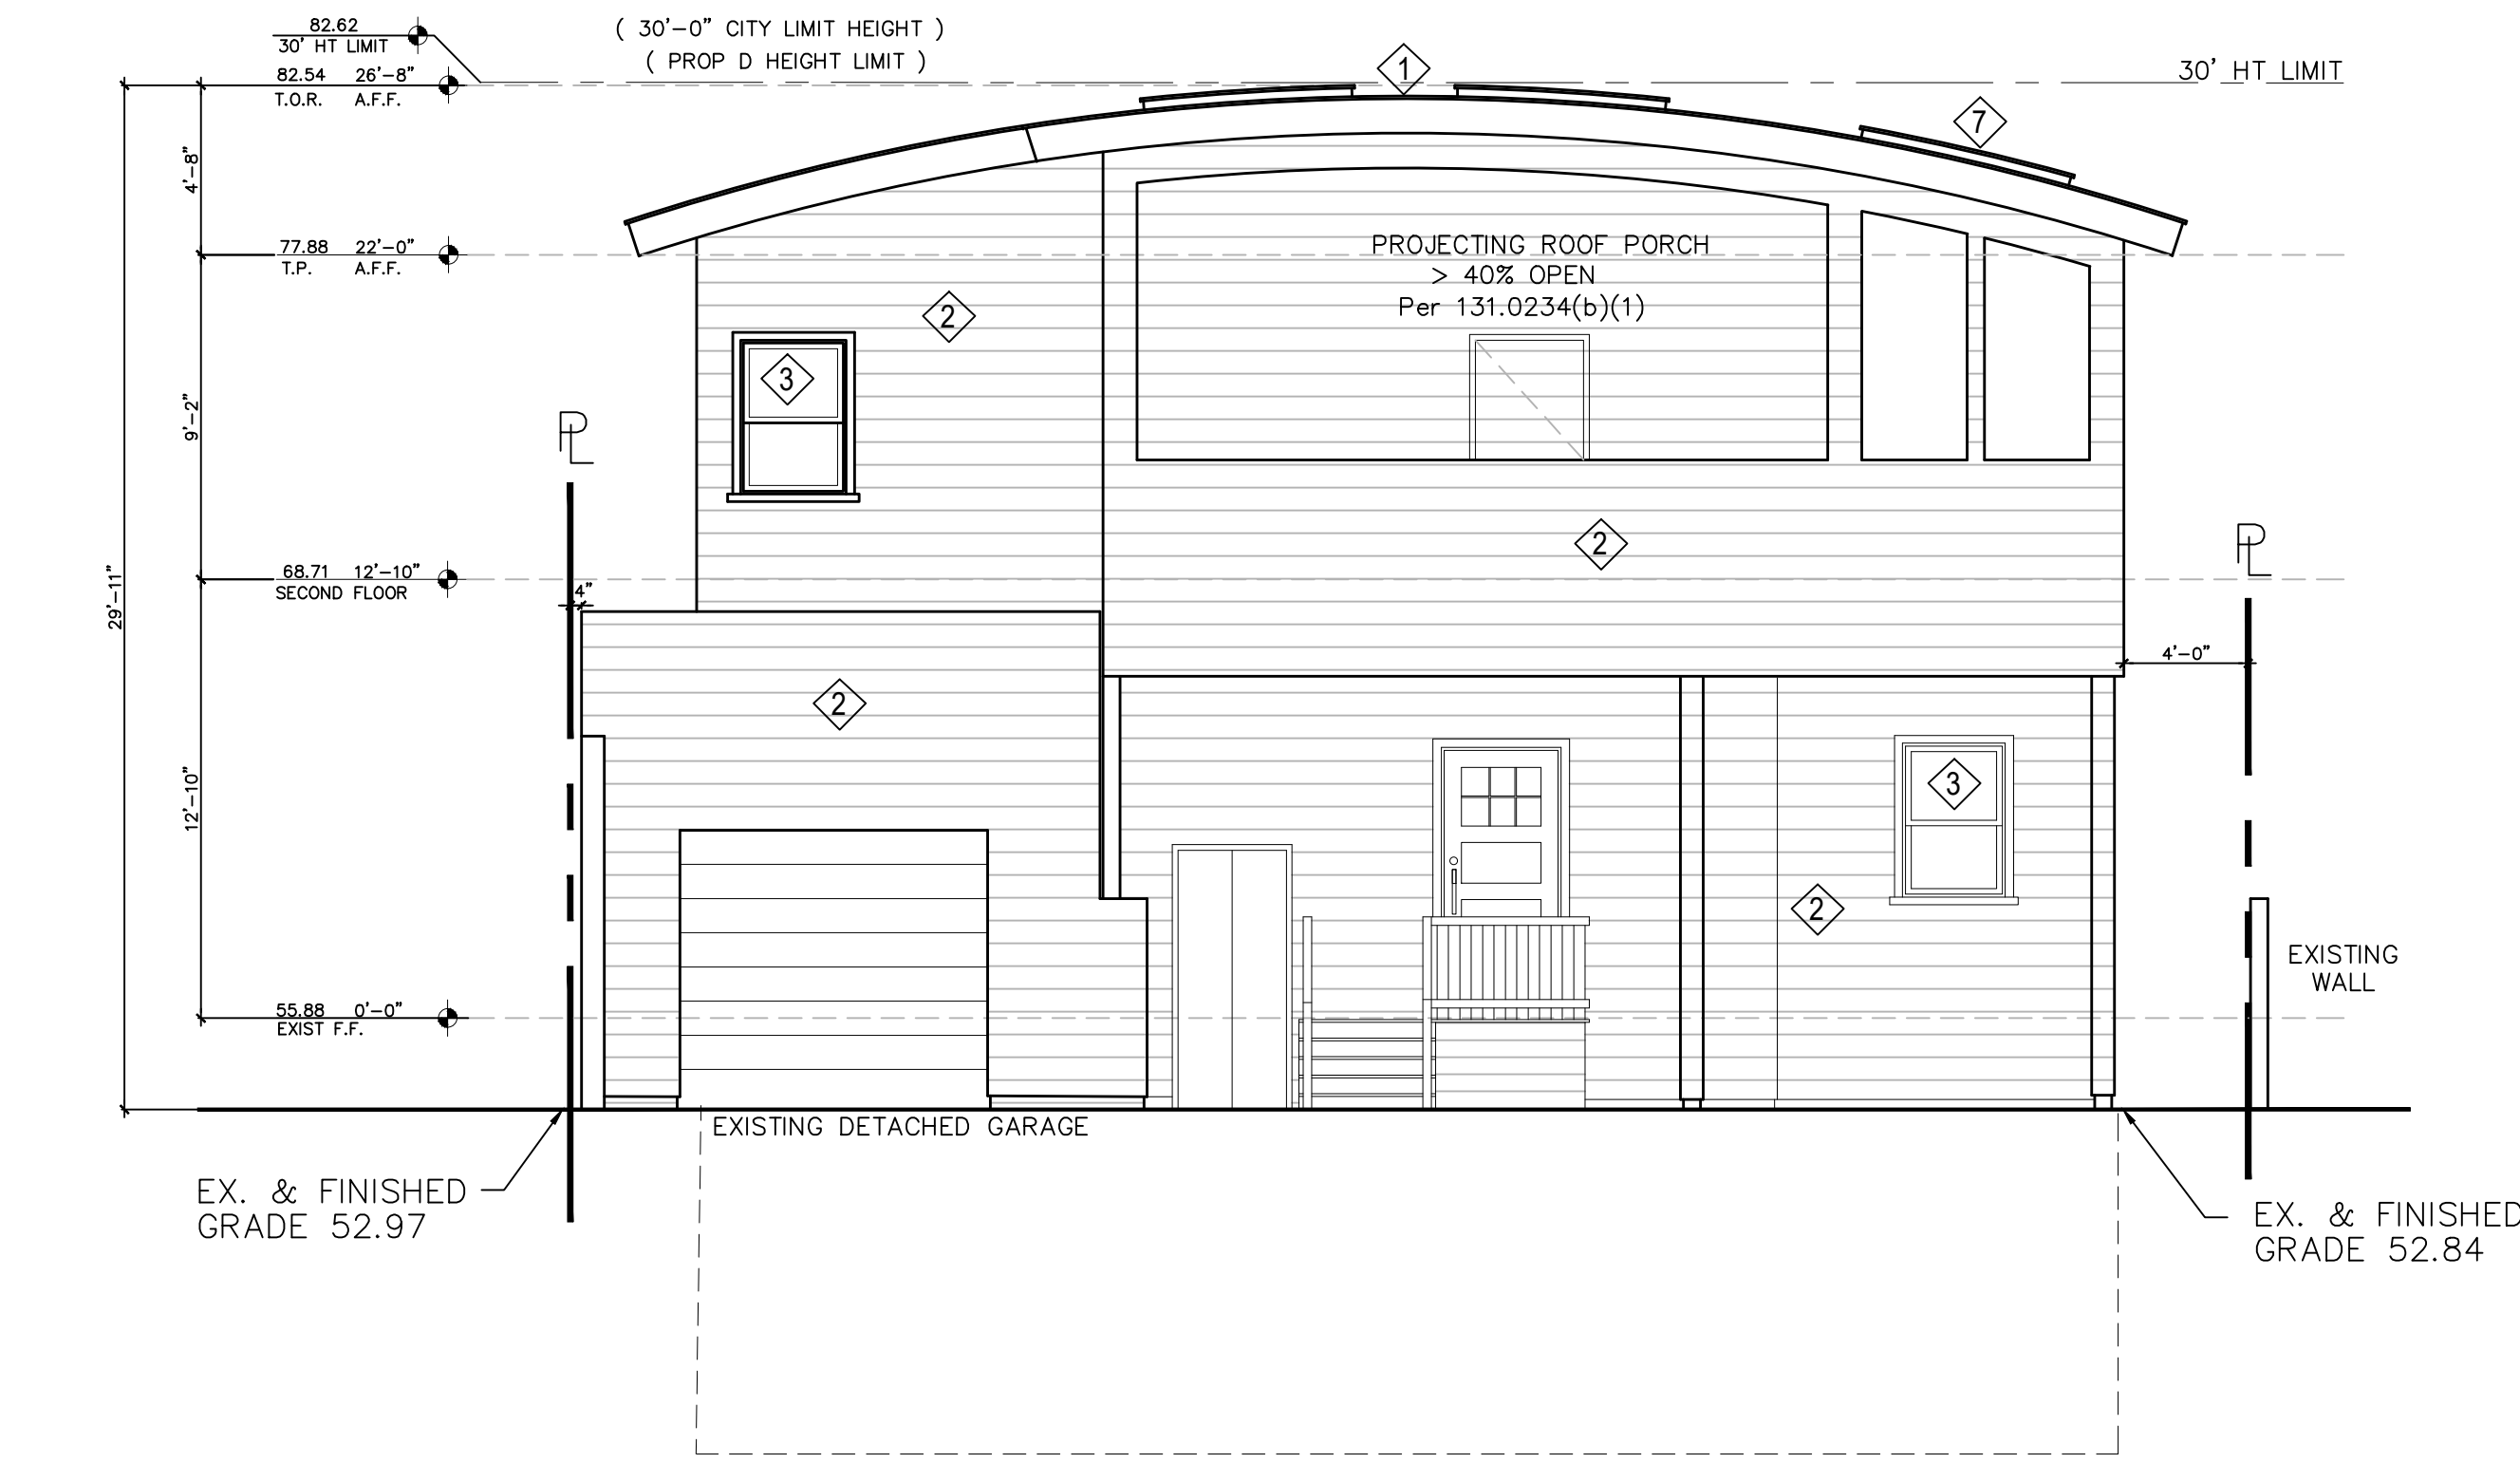 82.62
30' HT LIMIT
( 30'-0" CITY LIMIT HEIGHT )
( PROP D HEIGHT LIMIT )
1
30' HT LIMIT
82.54 26'-8"
T.O.R. A.F.F.
7
4'-8"
77.88 22'-0"
T.P. A.F.F.
PROJECTING ROOF PORCH
> 40% OPEN
Per 131.0234(b)(1)
2
3
9'-2"
PL
PL
2
68.71 12'-10"
SECOND FLOOR
4"
29'-11"
4'-0"
2
3
12'-10"
2
EXISTING
WALL
55.88 0'-0"
EXIST F.F.
EXISTING DETACHED GARAGE
EX. & FINISHED
GRADE 52.97
EX. & FINISHED
GRADE 52.84